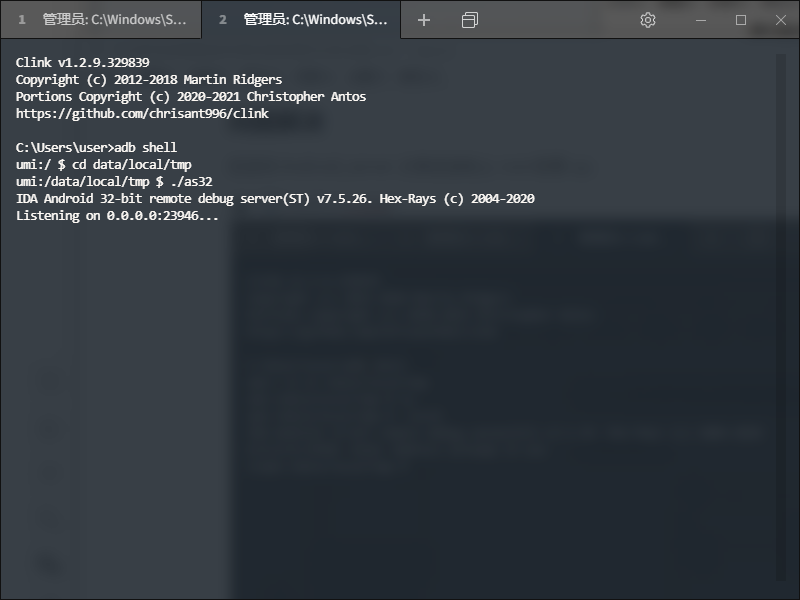 1 管理员: C:\Windows\S...
2 管理员: C:\Windows\S...
Clink v1.2.9.329839
Copyright (c) 2012-2018 Martin Ridgers
Portions Copyright (c) 2020-2021 Christopher Antos
https://github.com/chrisant996/clink
C:\Users\user>adb shell
umi:/ $ cd data/local/tmp
umi:/data/local/tmp $ ./as32
IDA Android 32-bit remote debug server(ST) v7.5.26. Hex-Rays (c) 2004-2020
Listening on 0.0.0.0:23946...